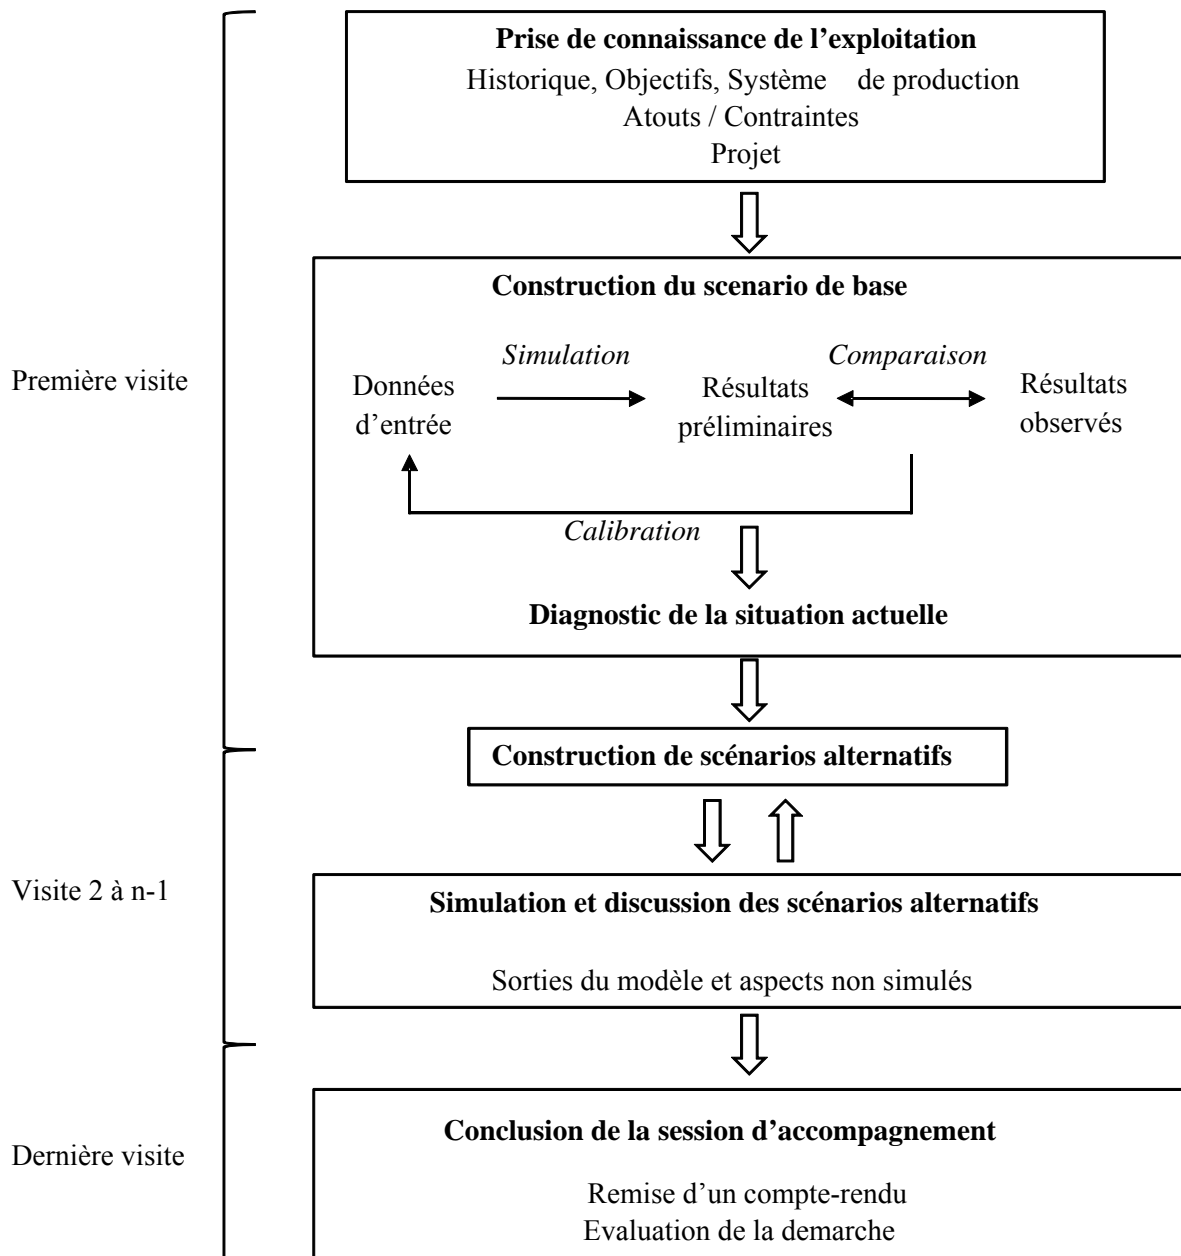 Prise de connaissance de l’exploitation
Historique, Objectifs, Système de production
Atouts / Contraintes
Projet
Construction du scenario de base
Première visite
Simulation
Comparaison
Données
d’entrée
Résultats
préliminaires
Résultats
observés
Calibration
Diagnostic de la situation actuelle
Construction de scénarios alternatifs
Visite 2 à n-1
Simulation et discussion des scénarios alternatifs
Sorties du modèle et aspects non simulés
Dernière visite
Conclusion de la session d’accompagnement
Remise d’un compte-rendu
Evaluation de la demarche